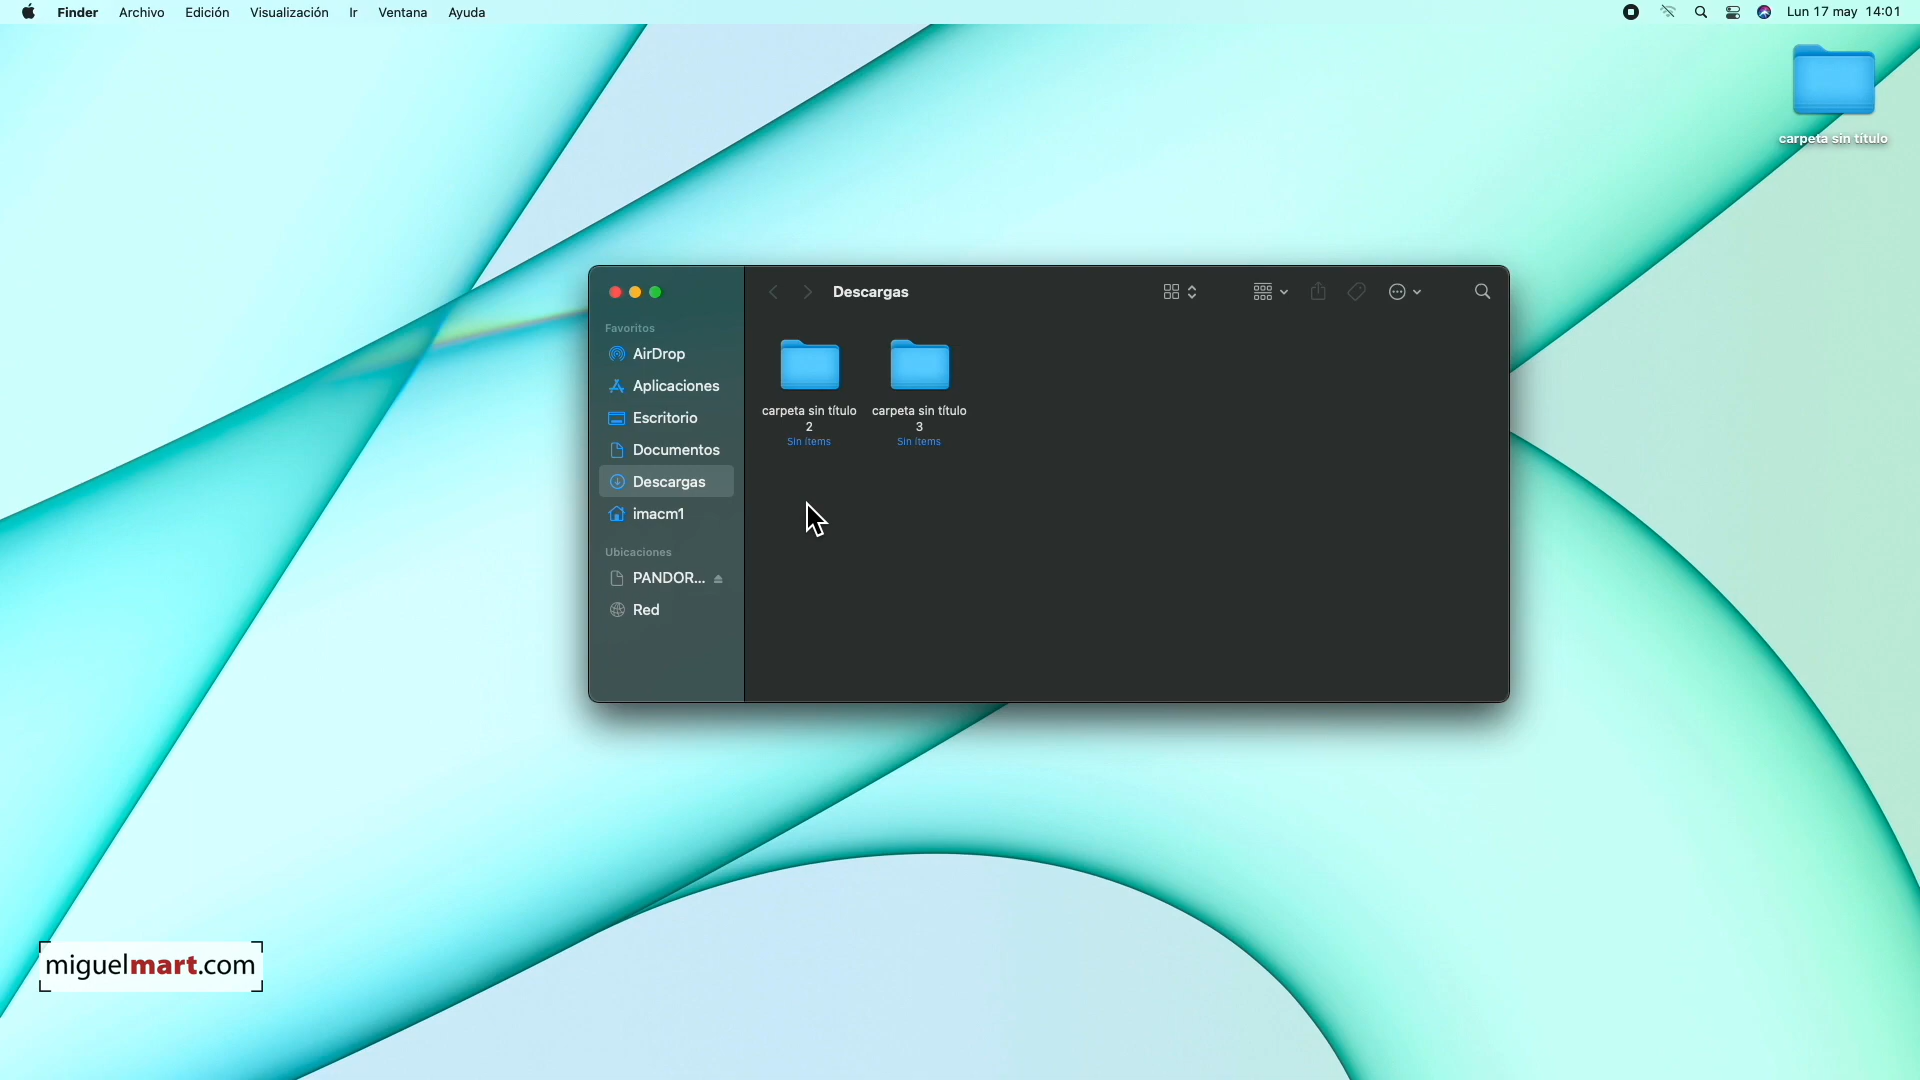 Finder Archivo Edición Visualización Ir Ventana Ayuda
Lun 17 may 14:01
carpeta sin título
Descargas
Favoritos
AirDrop
Aplicaciones
Escritorio
Documentos
Descargas
imacm1
Ubicaciones
PANDOR...
Red
carpeta sin título
2
Sin ítems
carpeta sin título
3
Sin ítems
miguelmart.com